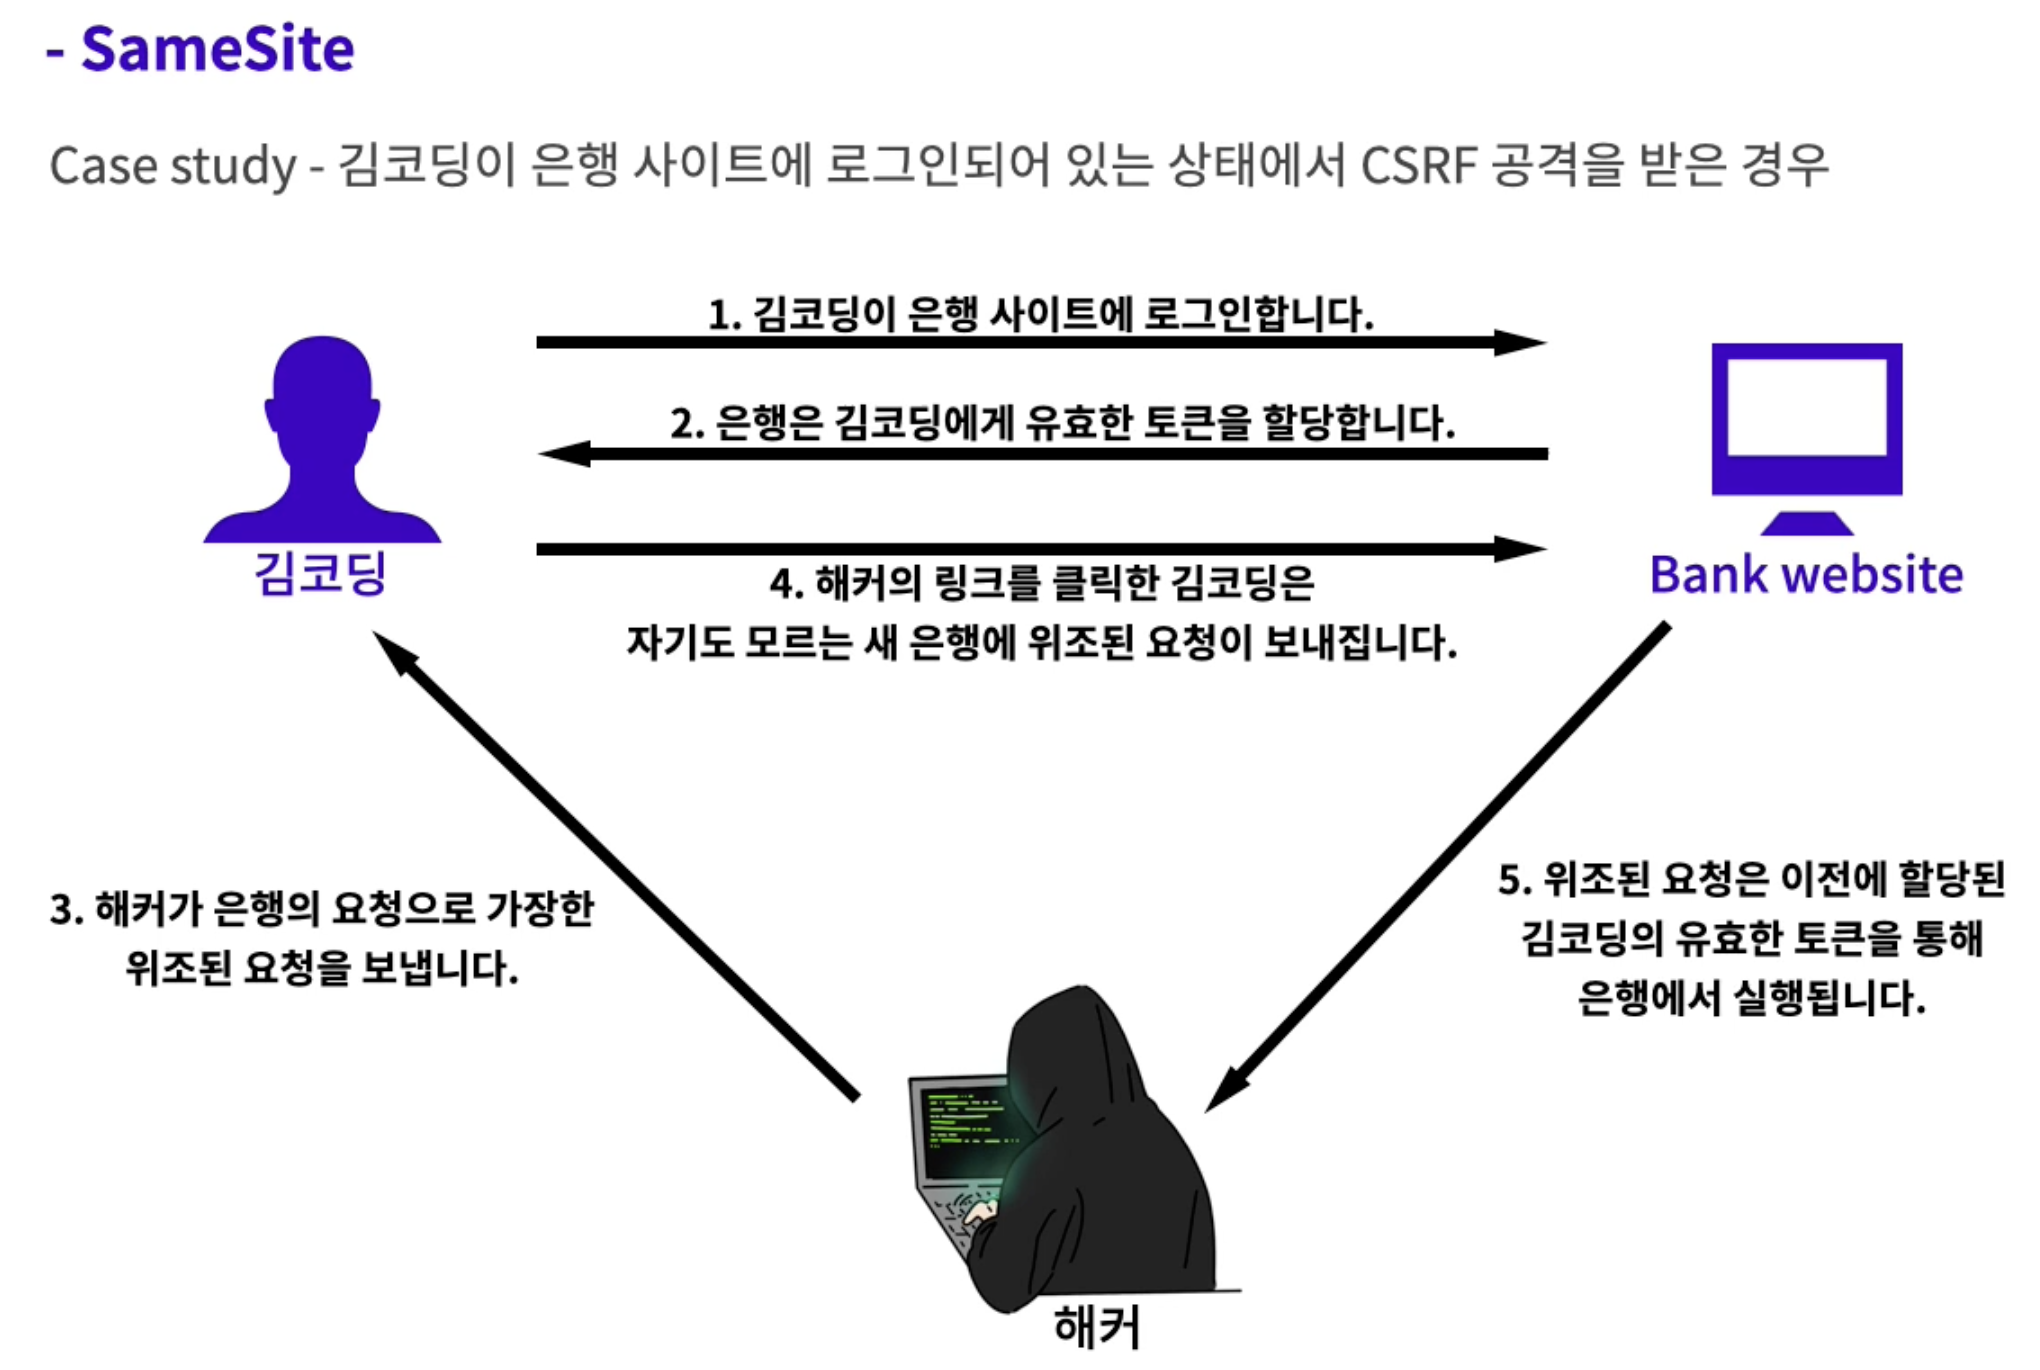 - SameSite
Case study - 김코딩이 은행 사이트에 로그인되어 있는 상태에서 CSRF 공격을 받은 경우
1. 김코딩이 은행 사이트에 로그인합니다.
2. 은행은 김코딩에게 유효한 토큰을 할당합니다.
김코딩
Bank website
4. 해커의 링크를 클릭한 김코딩은
자기도 모르는 새 은행에 위조된 요청이 보내집니다.
3. 해커가 은행의 요청으로 가장한
위조된 요청을 보냅니다.
5. 위조된 요청은 이전에 할당된
김코딩의 유효한 토큰을 통해
은행에서 실행됩니다.
해커